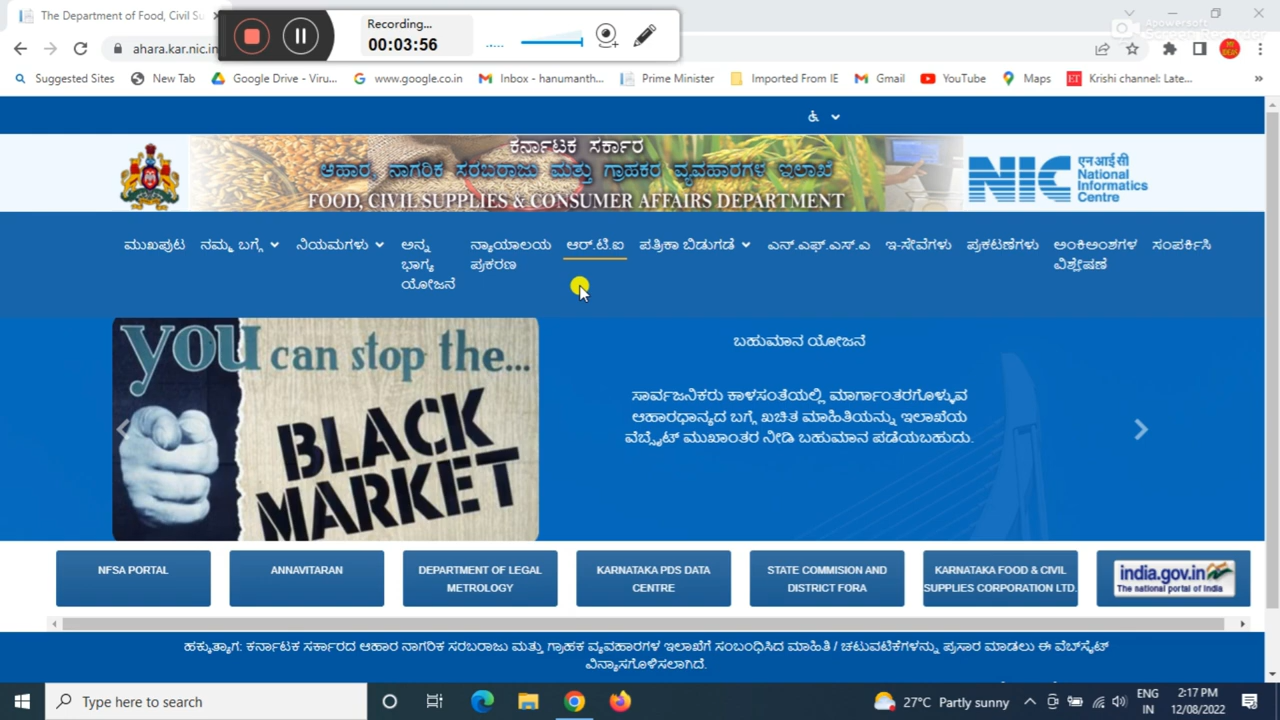 The Department of Food, Civil Su
Recording...
00:03:56
Apowersoft
Screen Recorder
ahara.kar.nic.in
Suggested Sites
New Tab
Google Drive - Viru...
www.google.co.in
Inbox - hanumanth...
Prime Minister
Imported From IE
Gmail
YouTube
Maps
ET
Krishi channel: Late...
»
ಕರ್ನಾಟಕ ಸರ್ಕಾರ
ಆಹಾರ, ನಾಗರಿಕ ಸರಬರಾಜು ಮತ್ತು ಗ್ರಾಹಕರ ವ್ಯವಹಾರಗಳ ಇಲಾಖೆ
FOOD, CIVIL SUPPLIES & CONSUMER AFFAIRS DEPARTMENT
NIC
एन आई सी
National
Informatics
Centre
ಮುಖಪುಟ
ನಮ್ಮ ಬಗ್ಗೆ
ನಿಯಮಗಳು
ಅನ್ನ
ಭಾಗ್ಯ
ಯೋಜನೆ
ನ್ಯಾಯಾಲಯ
ಪ್ರಕರಣ
ಆರ್.ಟಿ.ಐ
ಪತ್ರಿಕಾ ಬಿಡುಗಡೆ
ಎನ್.ಎಫ್.ಎಸ್.ಎ
ಇ-ಸೇವೆಗಳು
ಪ್ರಕಟಣೆಗಳು
ಅಂಕಿಅಂಶಗಳ
ವಿಶ್ಲೇಷಣೆ
ಸಂಪರ್ಕಿಸಿ
you can stop the...
BLACK
MARKET
ಬಹುಮಾನ ಯೋಜನೆ
ಸಾರ್ವಜನಿಕರು ಕಾಳಸಂತೆಯಲ್ಲಿ ಮಾರ್ಗಾಂತರಗೊಳ್ಳುವ
ಆಹಾರಧಾನ್ಯದ ಬಗ್ಗೆ ಖಚಿತ ಮಾಹಿತಿಯನ್ನು ಇಲಾಖೆಯ
ವೆಬ್ಸೈಟ್ ಮುಖಾಂತರ ನೀಡಿ ಬಹುಮಾನ ಪಡೆಯಬಹುದು.
NFSA PORTAL
ANNAVITARAN
DEPARTMENT OF LEGAL
METROLOGY
KARNATAKA PDS DATA
CENTRE
STATE COMMISION AND
DISTRICT FORA
KARNATAKA FOOD & CIVIL
SUPPLIES CORPORATION LTD.
india.gov.in
The national portal of India
ಹಕ್ಕುತ್ಯಾಗ: ಕರ್ನಾಟಕ ಸರ್ಕಾರದ ಆಹಾರ ನಾಗರಿಕ ಸರಬರಾಜು ಮತ್ತು ಗ್ರಾಹಕ ವ್ಯವಹಾರಗಳ ಇಲಾಖೆಗೆ ಸಂಬಂಧಿಸಿದ ಮಾಹಿತಿ / ಚಟುವಟಿಕೆಗಳನ್ನು ಪ್ರಸಾರ ಮಾಡಲು ಈ ವೆಬ್‌ಸೈಟ್
ವಿನ್ಯಾಸಗೊಳಿಸಲಾಗಿದೆ.
Type here to search
27°C Partly sunny
ENG
IN
2:17 PM
12/08/2022